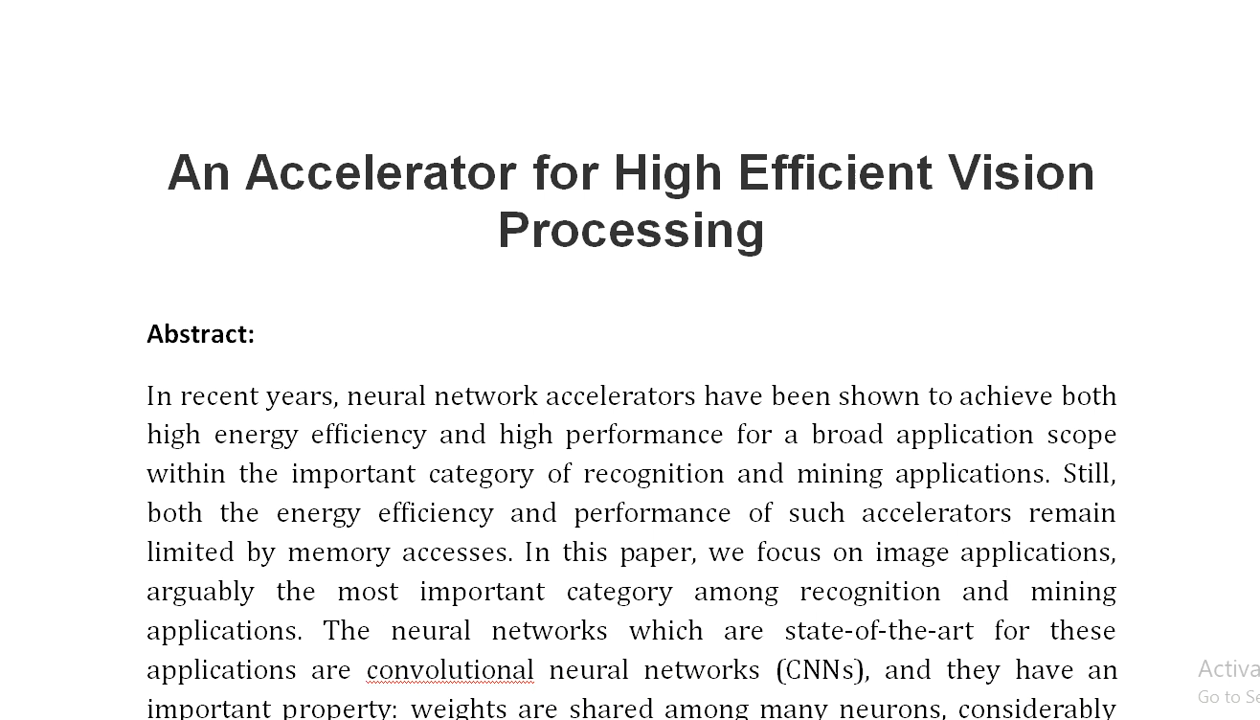 An Accelerator for High Efficient Vision
Processing
Abstract:
In recent years, neural network accelerators have been shown to achieve both
high energy efficiency and high performance for a broad application scope
within the important category of recognition and mining applications. Still,
both the energy efficiency and performance of such accelerators remain
limited by memory accesses. In this paper, we focus on image applications,
arguably the most important category among recognition and mining
applications. The neural networks which are state-of-the-art for these
applications are convolutional neural networks (CNNs), and they have an
important property: weights are shared among many neurons, considerably
Activa
Go to Se